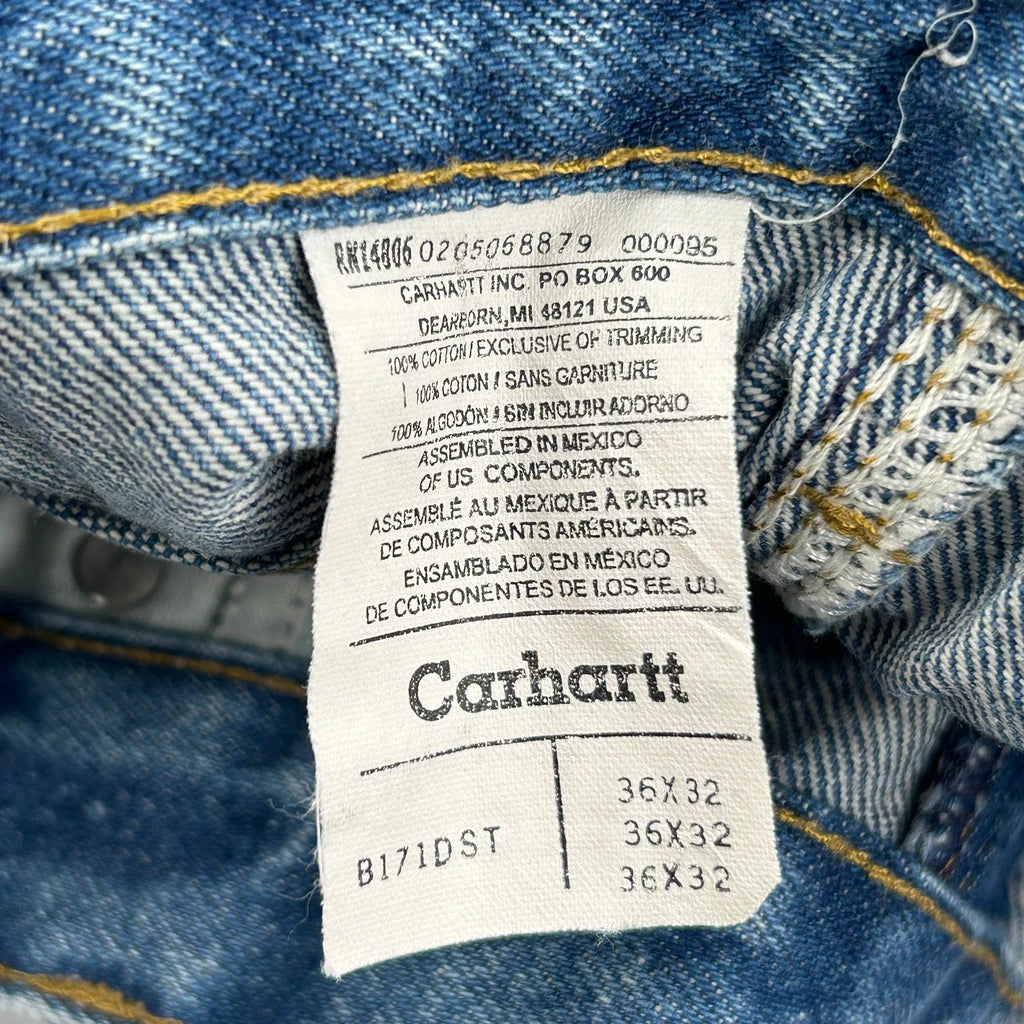 RN14806 0205068879 000095
CARHARTT INC. PO BOX 600
DEARBORN, MI 48121 USA
100% COTTON / EXCLUSIVE OF TRIMMING
100% COTON / SANS GARNITURE
100% ALGODÓN / SIN INCLUIR ADORNO
ASSEMBLED IN MEXICO
OF US COMPONENTS.
ASSEMBLÉ AU MEXIQUE À PARTIR
DE COMPOSANTS AMÉRICAINS.
ENSAMBLADO EN MÉXICO
DE COMPONENTES DE LOS EE. UU.
Carhartt
B171DST
36X32
36X32
36X32